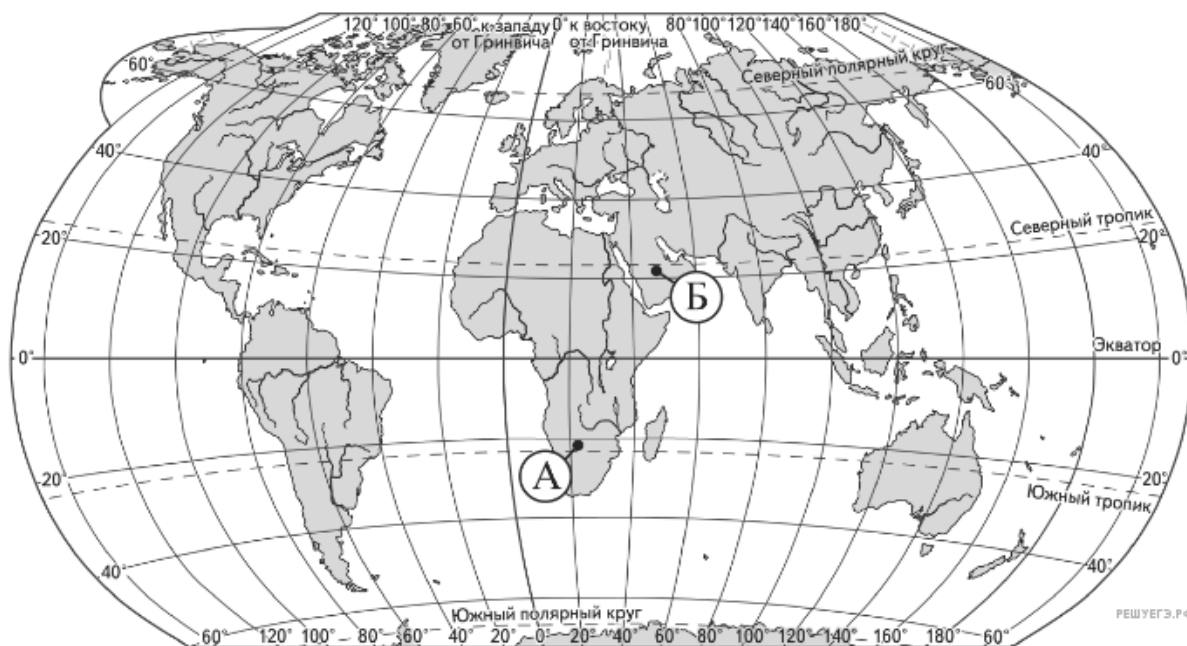 120° 100° 80° 60° к западу 0° к востоку 80° 100° 120° 140° 160° 180°
от Гринвича от Гринвича
Северный полярный круг
60° 60°
40° 40°
Северный тропик
20° 20°
Б
Экватор
0° 0°
А
20° 20°
Южный тропик
40° 40°
Южный полярный круг
РЕШУЕГЭ.РФ
60° 120° 100° 80° 60° 40° 20° 0° 20° 40° 60° 80° 100° 120° 140° 160° 180° 60°